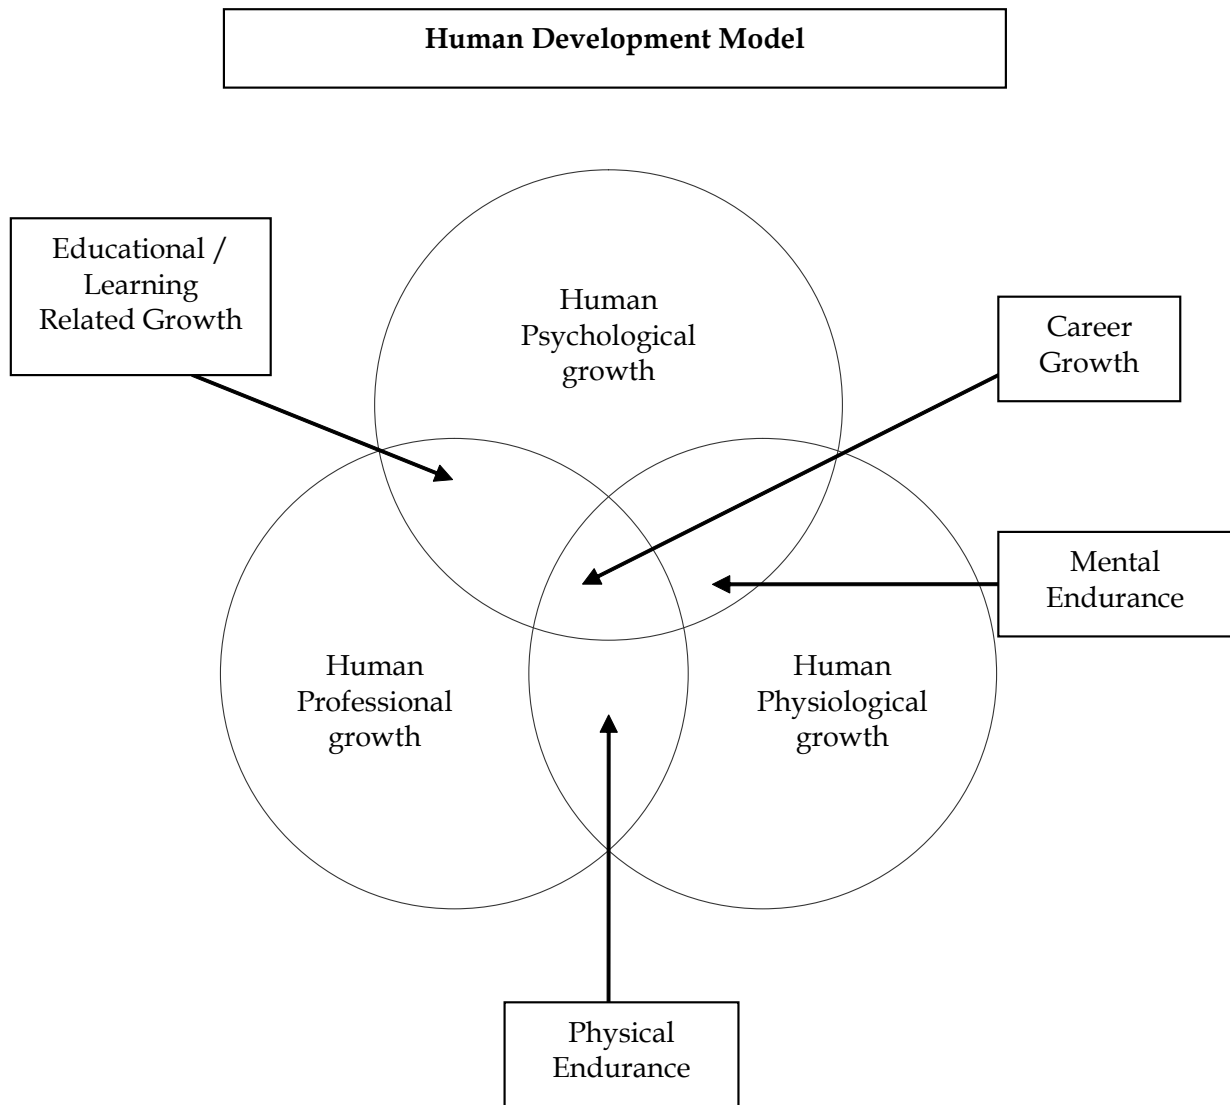 Human Development Model
Educational /
Learning
Related Growth
Human
Psychological
growth
Career
Growth
Mental
Endurance
Human
Professional
growth
Human
Physiological
growth
Physical
Endurance